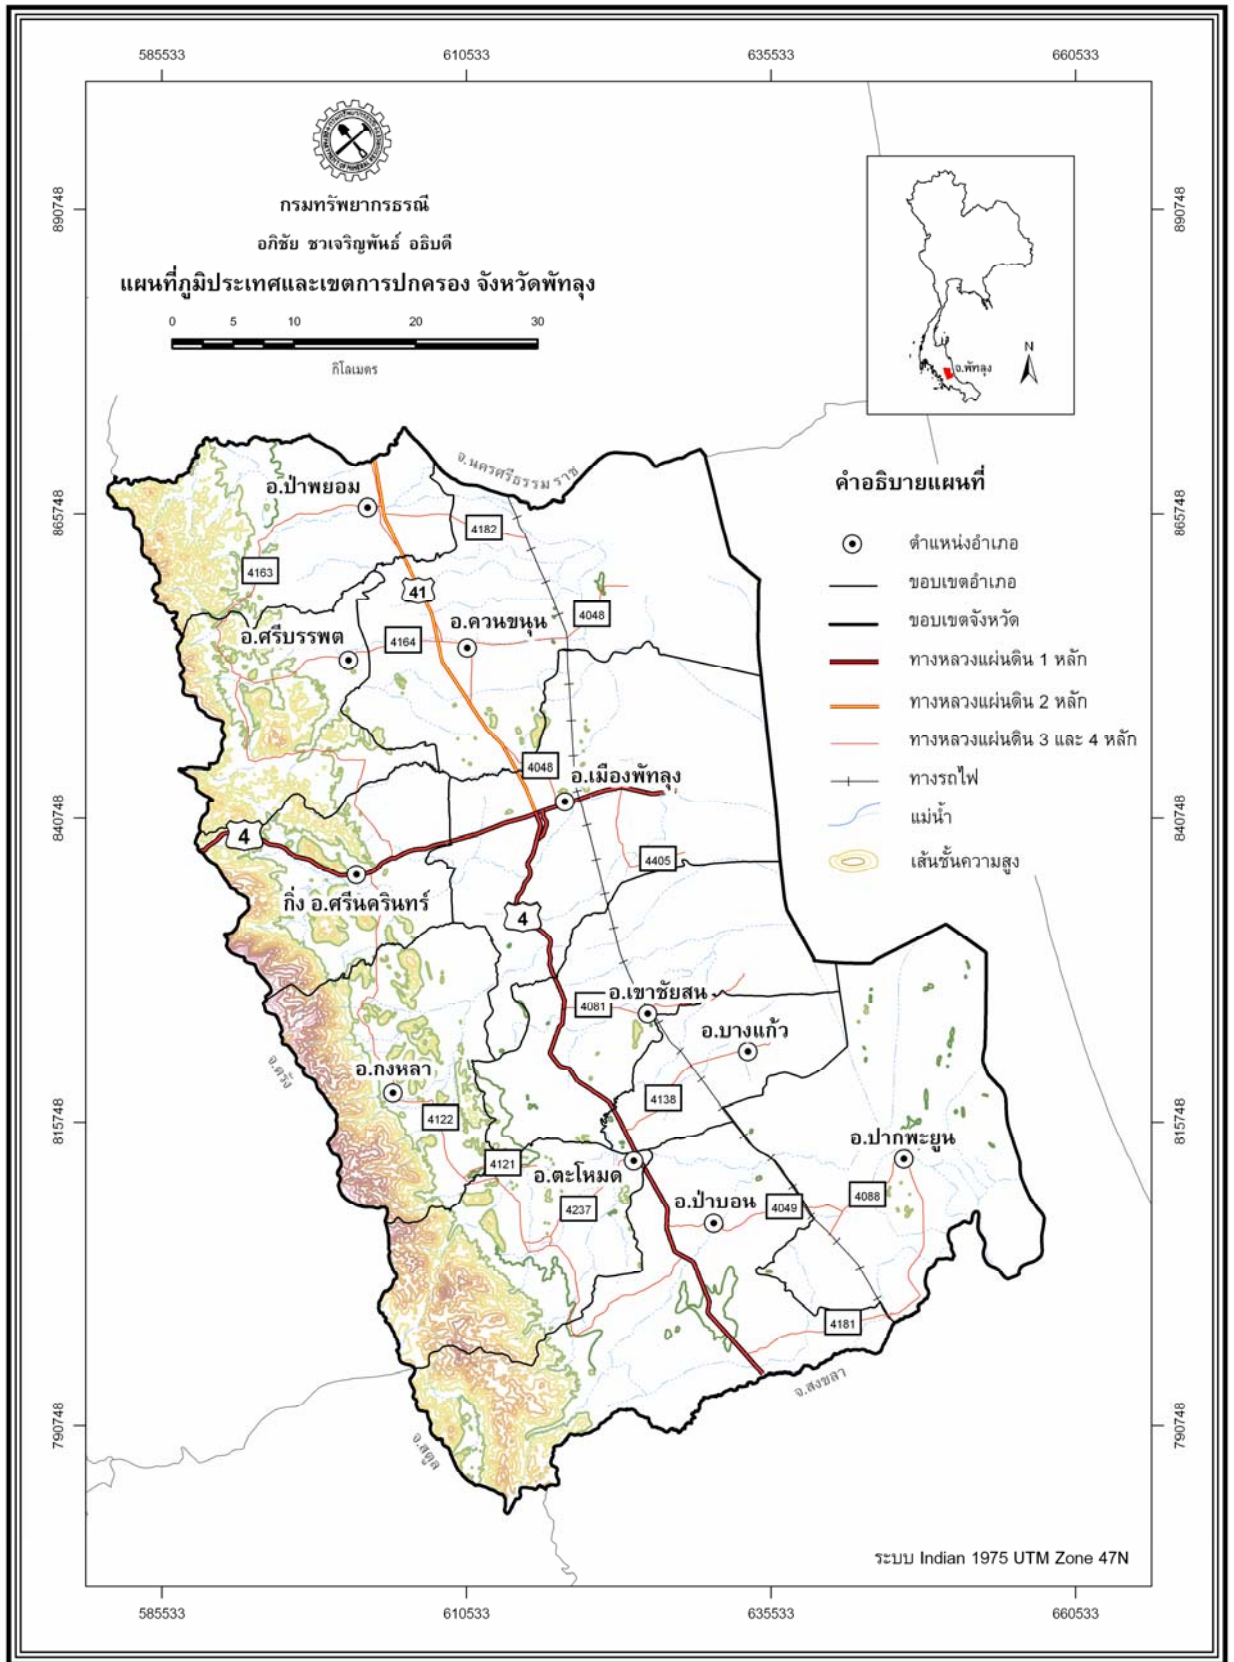 585533 610533 635533 660533
DEPARTMENT OF MINERAL RESOURCES
กรมทรัพยากรธรณี
อภิชัย ชวเจริญพันธ์ อธิบดี
แผนที่ภูมิประเทศและเขตการปกครอง จังหวัดพัทลุง
0 5 10 20 30
กิโลเมตร
N
จ.พัทลุง
890748 890748
865748 865748
840748 840748
815748 815748
790748 790748
คำอธิบายแผนที่
ตำแหน่งอำเภอ
ขอบเขตอำเภอ
ขอบเขตจังหวัด
ทางหลวงแผ่นดิน 1 หลัก
ทางหลวงแผ่นดิน 2 หลัก
ทางหลวงแผ่นดิน 3 และ 4 หลัก
ทางรถไฟ
แม่น้ำ
เส้นชั้นความสูง
จ.นครศรีธรรม ราช
อ.ป่าพยอม
4182
4163
41
4048
อ.ควนขนุน
อ.ศรีบรรพต
4164
4048
อ.เมืองพัทลุง
4
4405
กิ่ง อ.ศรีนครินทร์
4
อ.เขาชัยสน
4081
อ.บางแก้ว
จ.ตรัง
อ.กงหลา
4138
4122
อ.ปากพะยูน
4121
อ.ตะโหมด
4088
4237
อ.ป่าบอน
4049
4181
จ.สงขลา
จ.สตูล
ระบบ Indian 1975 UTM Zone 47N
585533 610533 635533 660533